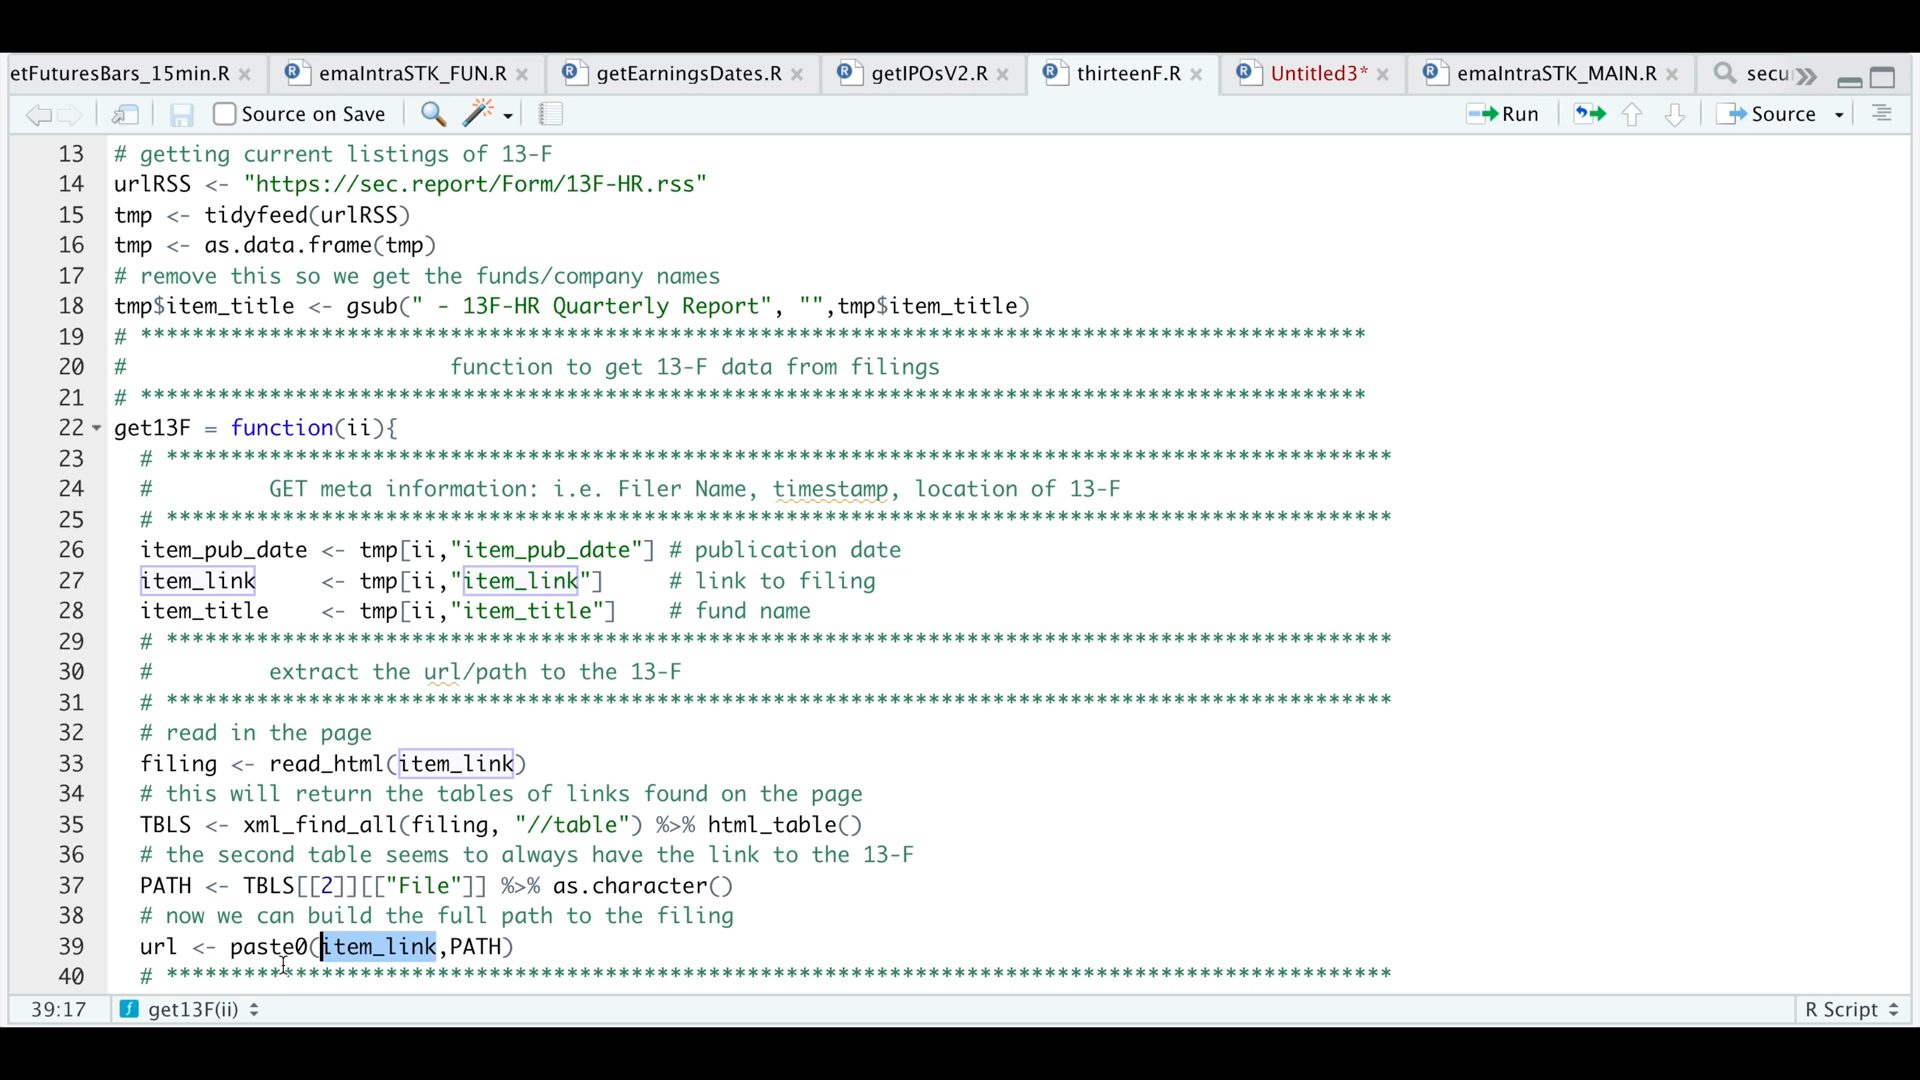 etFuturesBars_15min.R emaIntraSTK_FUN.R getEarningsDates.R getIPOsV2.R thirteenF.R Untitled3* emaIntraSTK_MAIN.R secu
Source on Save Run Source
13 # getting current listings of 13-F
14 urlRSS <- "https://sec.report/Form/13F-HR.rss"
15 tmp <- tidyfeed(urlRSS)
16 tmp <- as.data.frame(tmp)
17 # remove this so we get the funds/company names
18 tmp$item_title <- gsub(" - 13F-HR Quarterly Report", "",tmp$item_title)
19 # ***********************************************************************************************
20 # function to get 13-F data from filings
21 # ***********************************************************************************************
22 get13F = function(ii){
23 # ***********************************************************************************************
24 # GET meta information: i.e. Filer Name, timestamp, location of 13-F
25 # ***********************************************************************************************
26 item_pub_date <- tmp[ii,"item_pub_date"] # publication date
27 item_link <- tmp[ii,"item_link"] # link to filing
28 item_title <- tmp[ii,"item_title"] # fund name
29 # ***********************************************************************************************
30 # extract the url/path to the 13-F
31 # ***********************************************************************************************
32 # read in the page
33 filing <- read_html(item_link)
34 # this will return the tables of links found on the page
35 TBLS <- xml_find_all(filing, "//table") %>% html_table()
36 # the second table seems to always have the link to the 13-F
37 PATH <- TBLS[[2]][["File"]] %>% as.character()
38 # now we can build the full path to the filing
39 url <- paste0(item_link,PATH)
40 # ***********************************************************************************************
39:17 get13F(ii) R Script